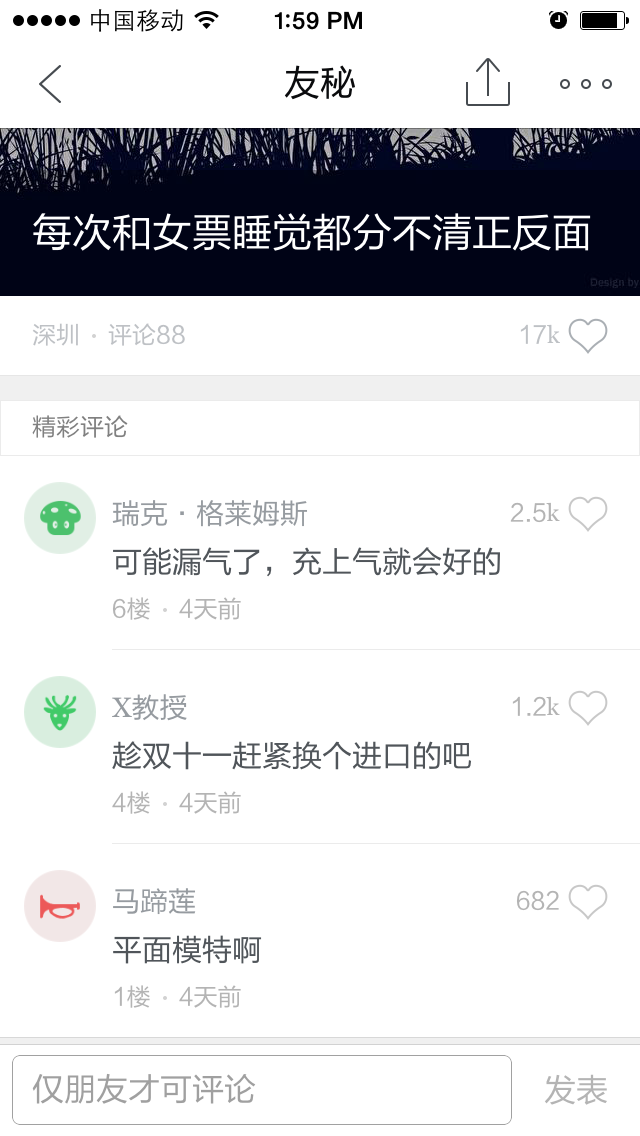 中国移动 1:59 PM
友秘
每次和女票睡觉都分不清正反面
Design by
深圳 · 评论88 17k
精彩评论
瑞克·格莱姆斯 2.5k
可能漏气了，充上气就会好的
6楼 · 4天前
X教授 1.2k
趁双十一赶紧换个进口的吧
4楼 · 4天前
马蹄莲 682
平面模特啊
1楼 · 4天前
仅朋友才可评论 发表